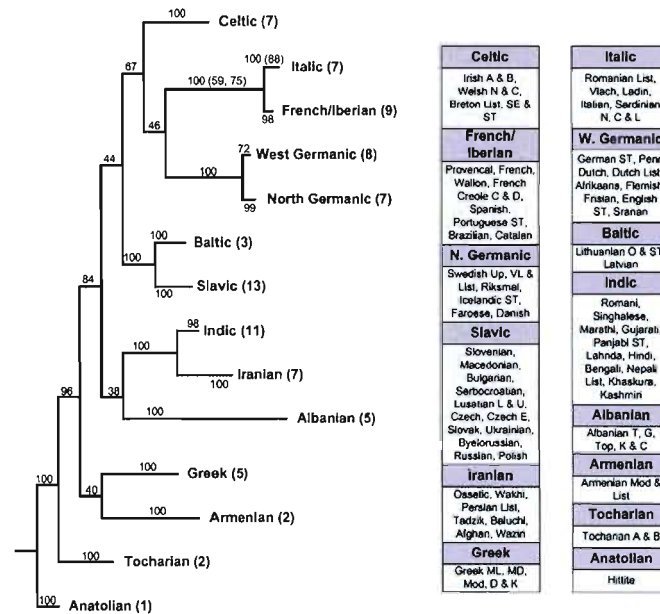 100
Celtic (7)
67
100 (88)
Italic (7)
100 (59, 75)
French/Iberian (9)
98
46
72
West Germanic (8)
100
North Germanic (7)
99
44
Baltic (3)
100
100
Slavic (13)
100
84
98
Indic (11)
100
Iranian (7)
100
38
100
Albanian (5)
96
100
Greek (5)
40
100
Armenian (2)
100
100
Tocharian (2)
100
Anatolian (1)
Celtic
Irish A & B,
Welsh N & C,
Breton List, SE &
ST
French/
Iberian
Provencal, French,
Wallon, French
Creole C & D,
Spanish,
Portuguese ST,
Brazilian, Catalan
N. Germanic
Swedish Up, VL &
List, Riksmal,
Icelandic ST,
Faroese, Danish
Slavic
Slovenian,
Macedonian,
Bulgarian,
Serbocroatian,
Lusatian L & U,
Czech, Czech E,
Slovak, Ukrainian,
Byelorussian,
Russian, Polish
Iranian
Ossetic, Wakhi,
Persian List,
Tadzik, Baluchi,
Afghan, Waziri
Greek
Greek ML, MD,
Mod, D & K
Italic
Romanian List,
Vlach, Ladin,
Italian, Sardinian
N, C & L
W. Germanic
German ST, Penn
Dutch, Dutch List,
Afrikaans, Flemish,
Frisian, English
ST, Sranan
Baltic
Lithuanian O & ST,
Latvian
Indic
Romani,
Singhalese,
Marathi, Gujarati,
Panjabi ST,
Lahnda, Hindi,
Bengali, Nepali
List, Khaskura,
Kashmiri
Albanian
Albanian T, G,
Top, K & C
Armenian
Armenian Mod &
List
Tocharian
Tocharian A & B
Anatolian
Hittite